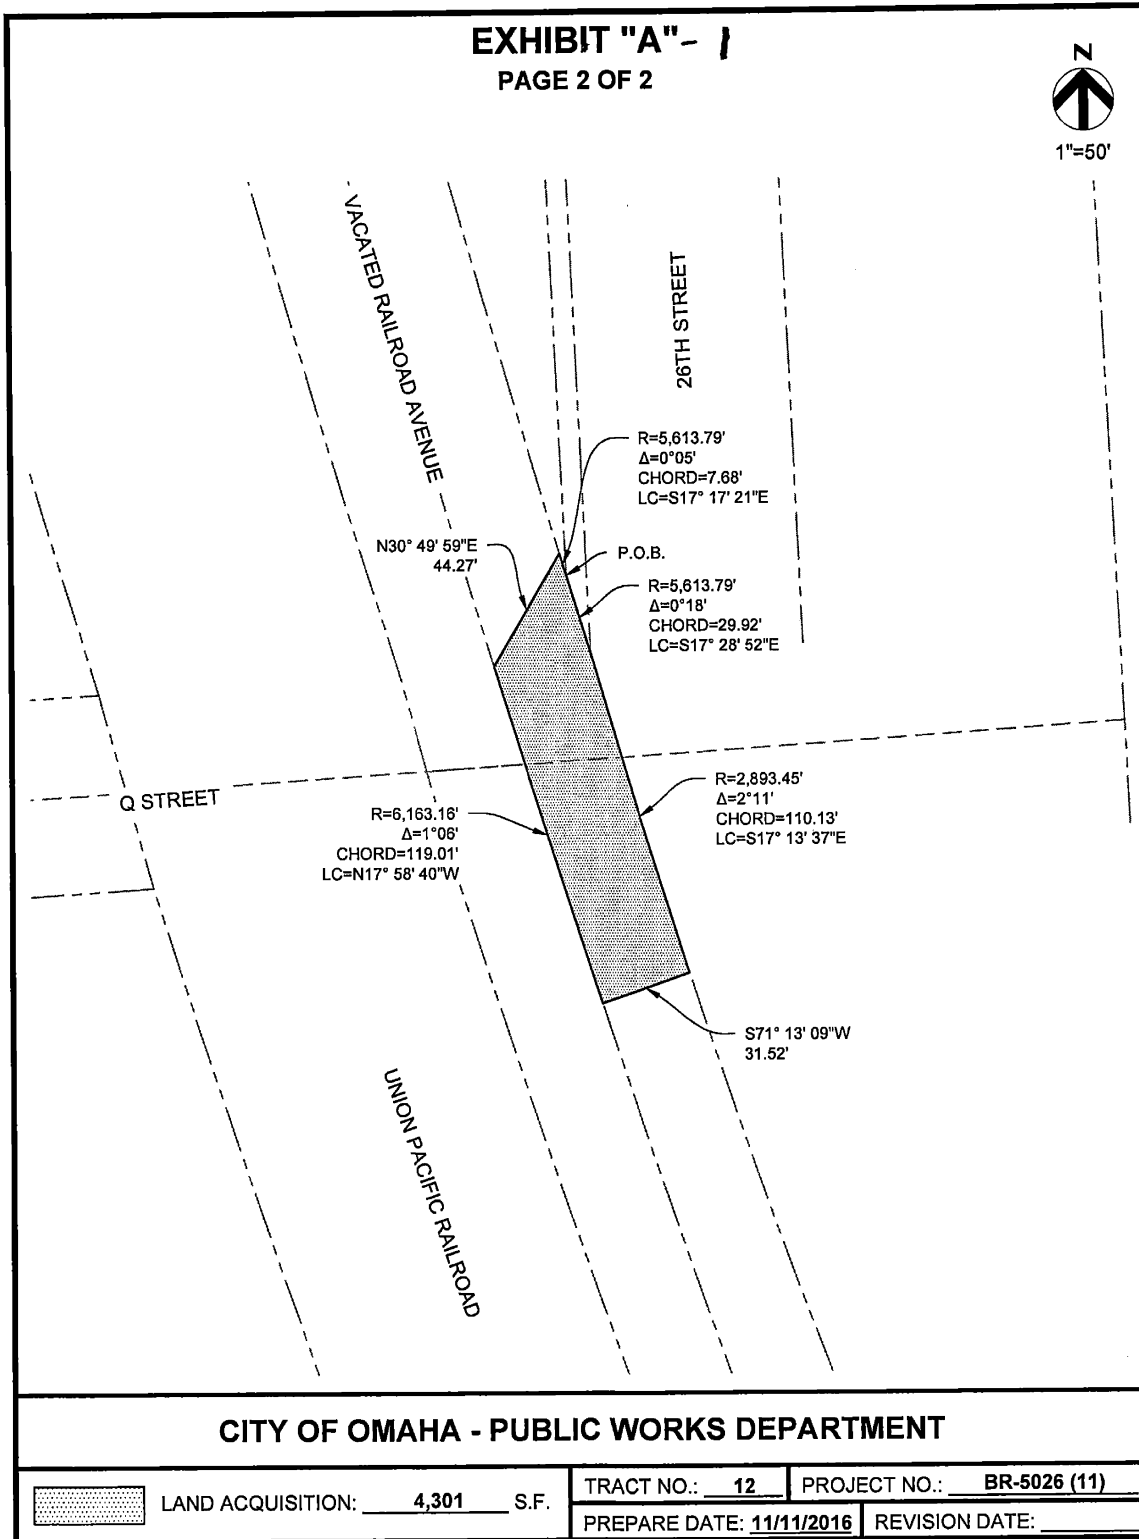 EXHIBIT "A"- 1
PAGE 2 OF 2
N
1"=50'
VACATED RAILROAD AVENUE
26TH STREET
R=5,613.79'
Δ=0°05'
CHORD=7.68'
LC=S17° 17' 21"E
N30° 49' 59"E
44.27'
P.O.B.
R=5,613.79'
Δ=0°18'
CHORD=29.92'
LC=S17° 28' 52"E
Q STREET
R=6,163.16'
Δ=1°06'
CHORD=119.01'
LC=N17° 58' 40"W
R=2,893.45'
Δ=2°11'
CHORD=110.13'
LC=S17° 13' 37"E
S71° 13' 09"W
31.52'
UNION PACIFIC RAILROAD
CITY OF OMAHA - PUBLIC WORKS DEPARTMENT
LAND ACQUISITION: 4,301 S.F.
TRACT NO.: 12
PROJECT NO.: BR-5026 (11)
PREPARE DATE: 11/11/2016
REVISION DATE: